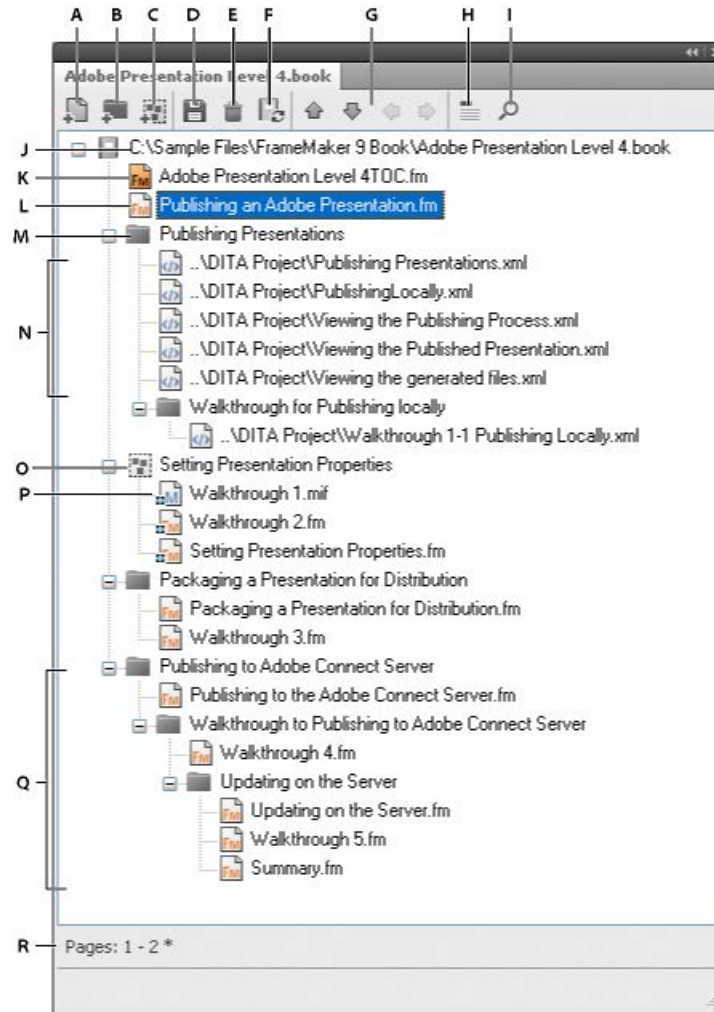 A B C D E F G H I
Adobe Presentation Level 4.book
J C:\Sample Files\FrameMaker 9 Book\Adobe Presentation Level 4.book
K Adobe Presentation Level 4TOC.fm
L Publishing an Adobe Presentation.fm
M Publishing Presentations
..\DITA Project\Publishing Presentations.xml
..\DITA Project\PublishingLocally.xml
N ..\DITA Project\Viewing the Publishing Process.xml
..\DITA Project\Viewing the Published Presentation.xml
..\DITA Project\Viewing the generated files.xml
Walkthrough for Publishing locally
..\DITA Project\Walkthrough 1-1 Publishing Locally.xml
O Setting Presentation Properties
P Walkthrough 1.mif
Walkthrough 2.fm
Setting Presentation Properties.fm
Packaging a Presentation for Distribution
Packaging a Presentation for Distribution.fm
Walkthrough 3.fm
Publishing to Adobe Connect Server
Publishing to the Adobe Connect Server.fm
Walkthrough to Publishing to Adobe Connect Server
Walkthrough 4.fm
Q Updating on the Server
Updating on the Server.fm
Walkthrough 5.fm
Summary.fm
R Pages: 1 - 2 *